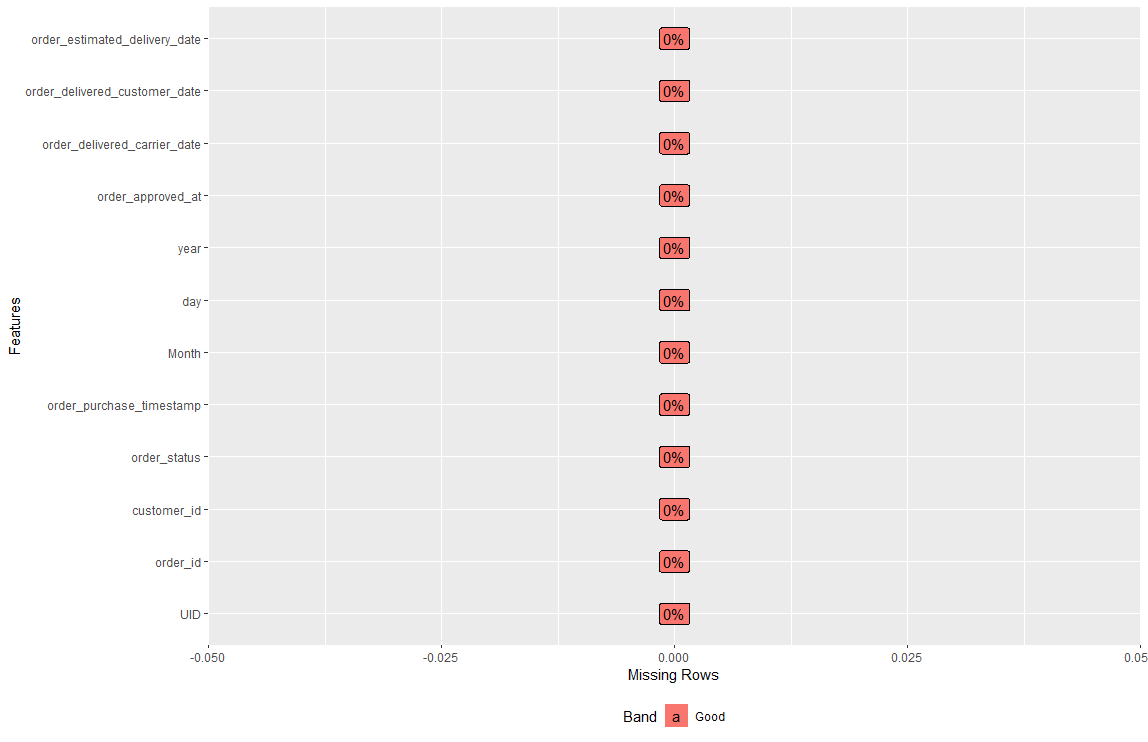 Features
order_estimated_delivery_date 0%
order_delivered_customer_date 0%
order_delivered_carrier_date 0%
order_approved_at 0%
year 0%
day 0%
Month 0%
order_purchase_timestamp 0%
order_status 0%
customer_id 0%
order_id 0%
UID 0%
-0.050 -0.025 0.000 0.025 0.05
Missing Rows
Band a Good